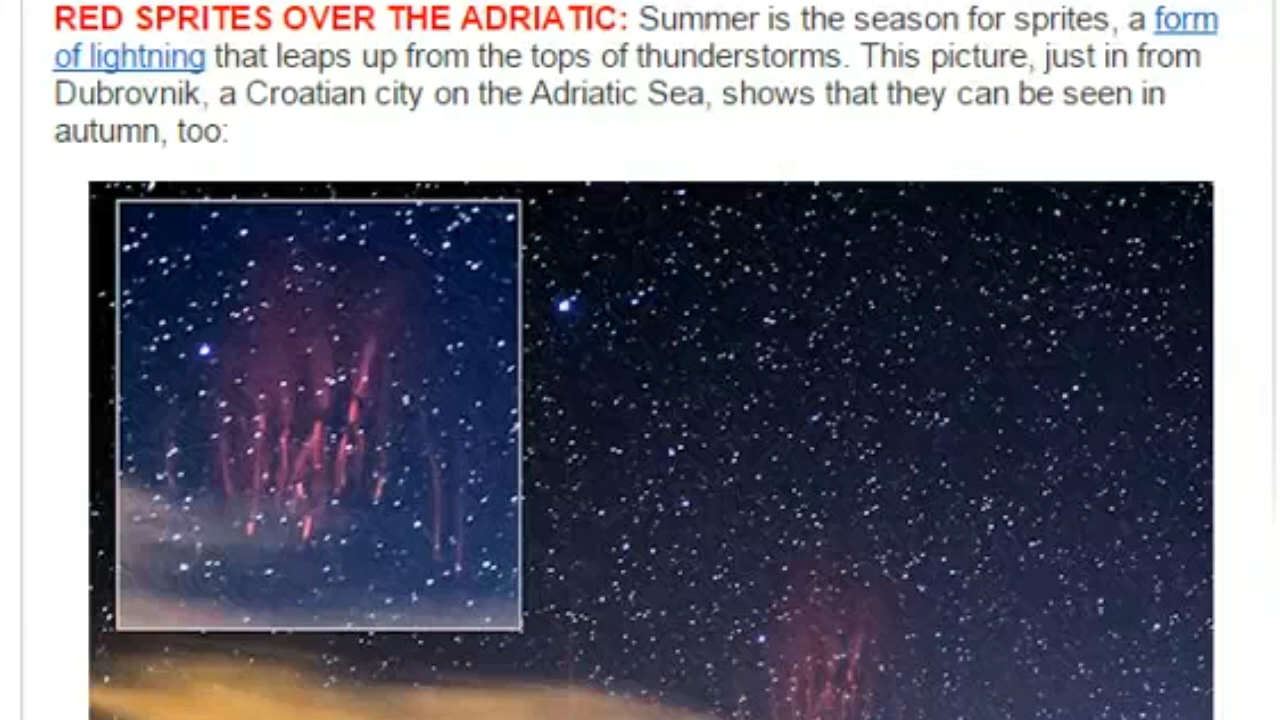 RED SPRITES OVER THE ADRIATIC: Summer is the season for sprites, a form
of lightning that leaps up from the tops of thunderstorms. This picture, just in from
Dubrovnik, a Croatian city on the Adriatic Sea, shows that they can be seen in
autumn, too: